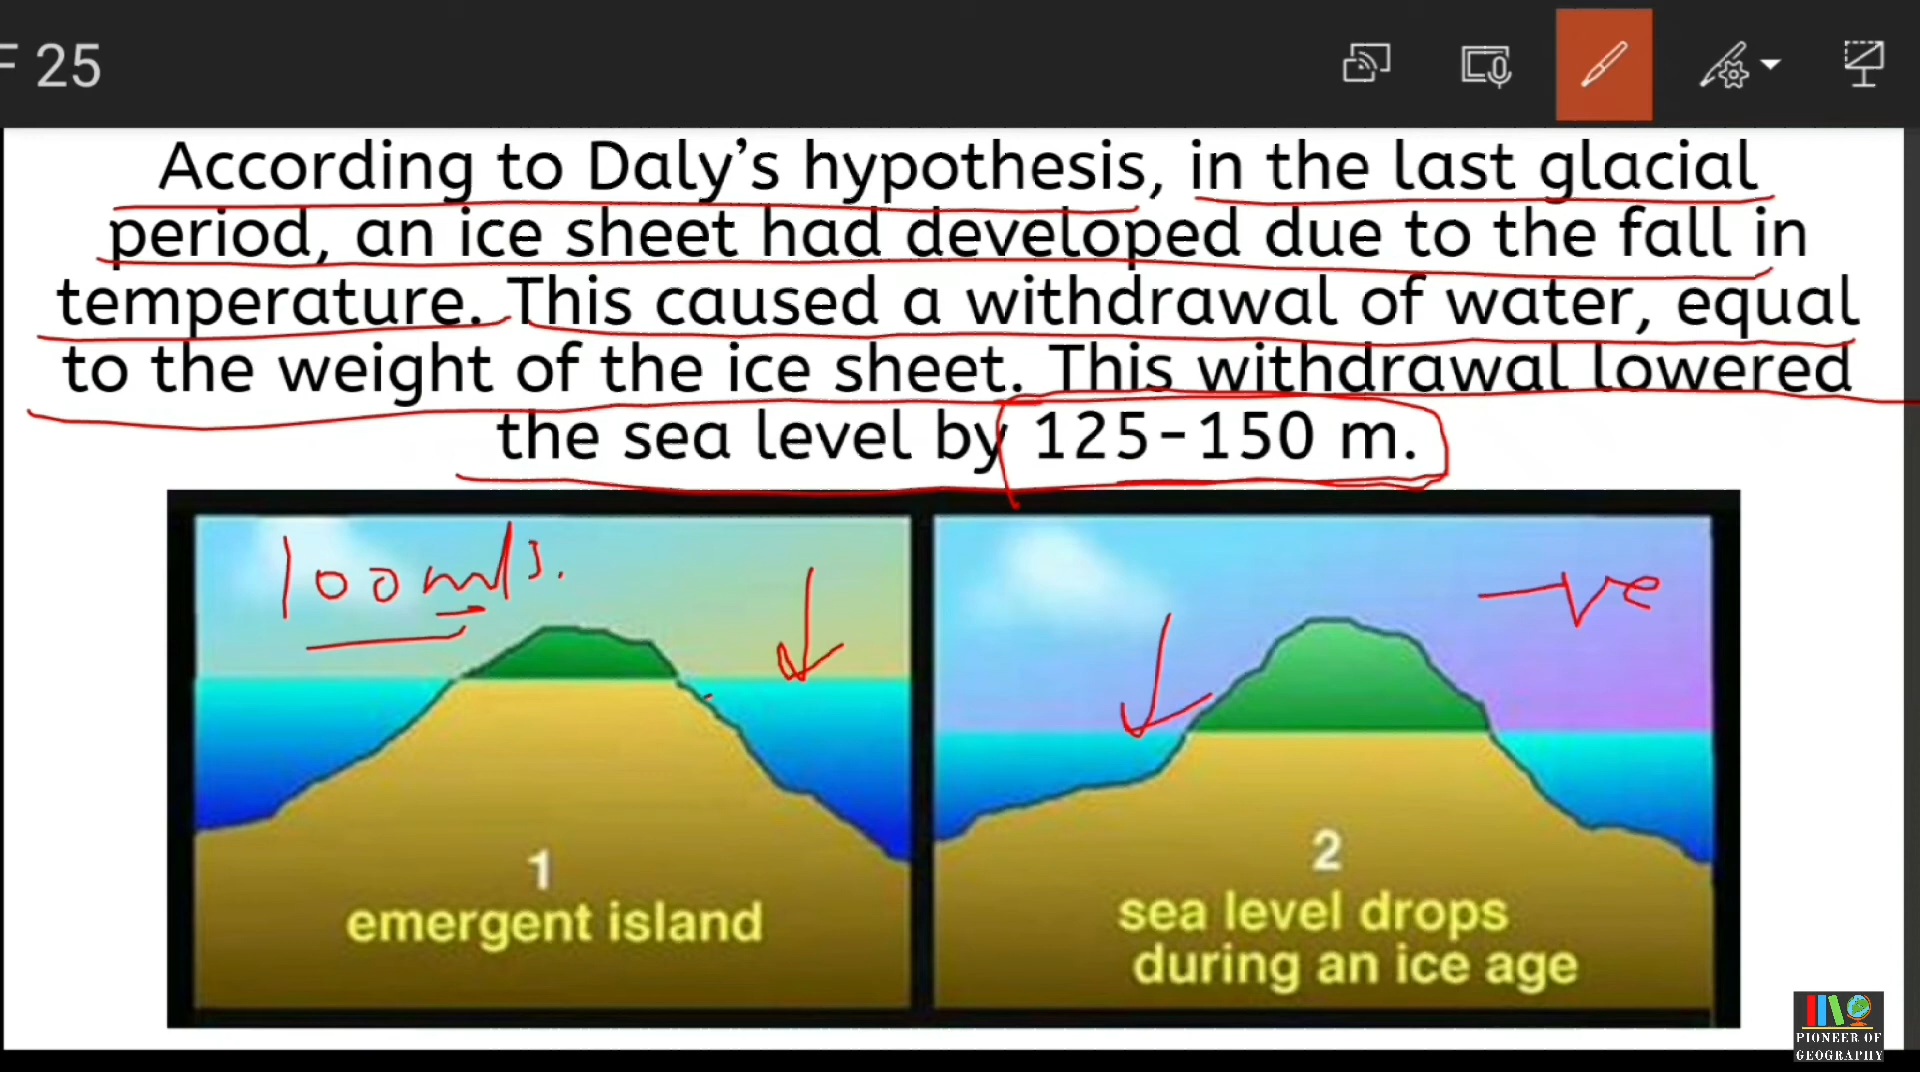 F 25
According to Daly's hypothesis, in the last glacial
period, an ice sheet had developed due to the fall in
temperature. This caused a withdrawal of water, equal
to the weight of the ice sheet. This withdrawal lowered
the sea level by 125-150 m.
100
-ve
1
emergent island
2
sea level drops
during an ice age
PIONEER OF
GEOGRAPHY